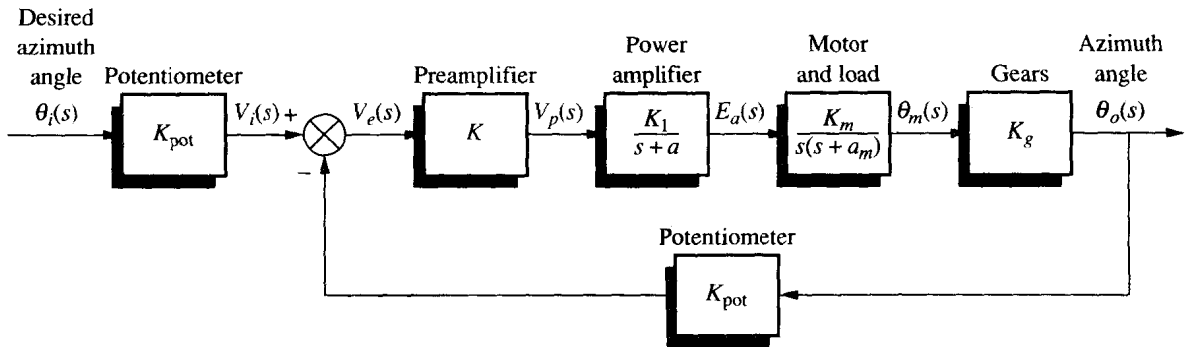 Desired
azimuth
angle
θi(s)
Potentiometer
Kpot
Vi(s) +
−
Ve(s)
Preamplifier
K
Vp(s)
Power
amplifier
K1
s + a
Ea(s)
Motor
and load
Km
s(s + am)
θm(s)
Gears
Kg
Azimuth
angle
θo(s)
Potentiometer
Kpot